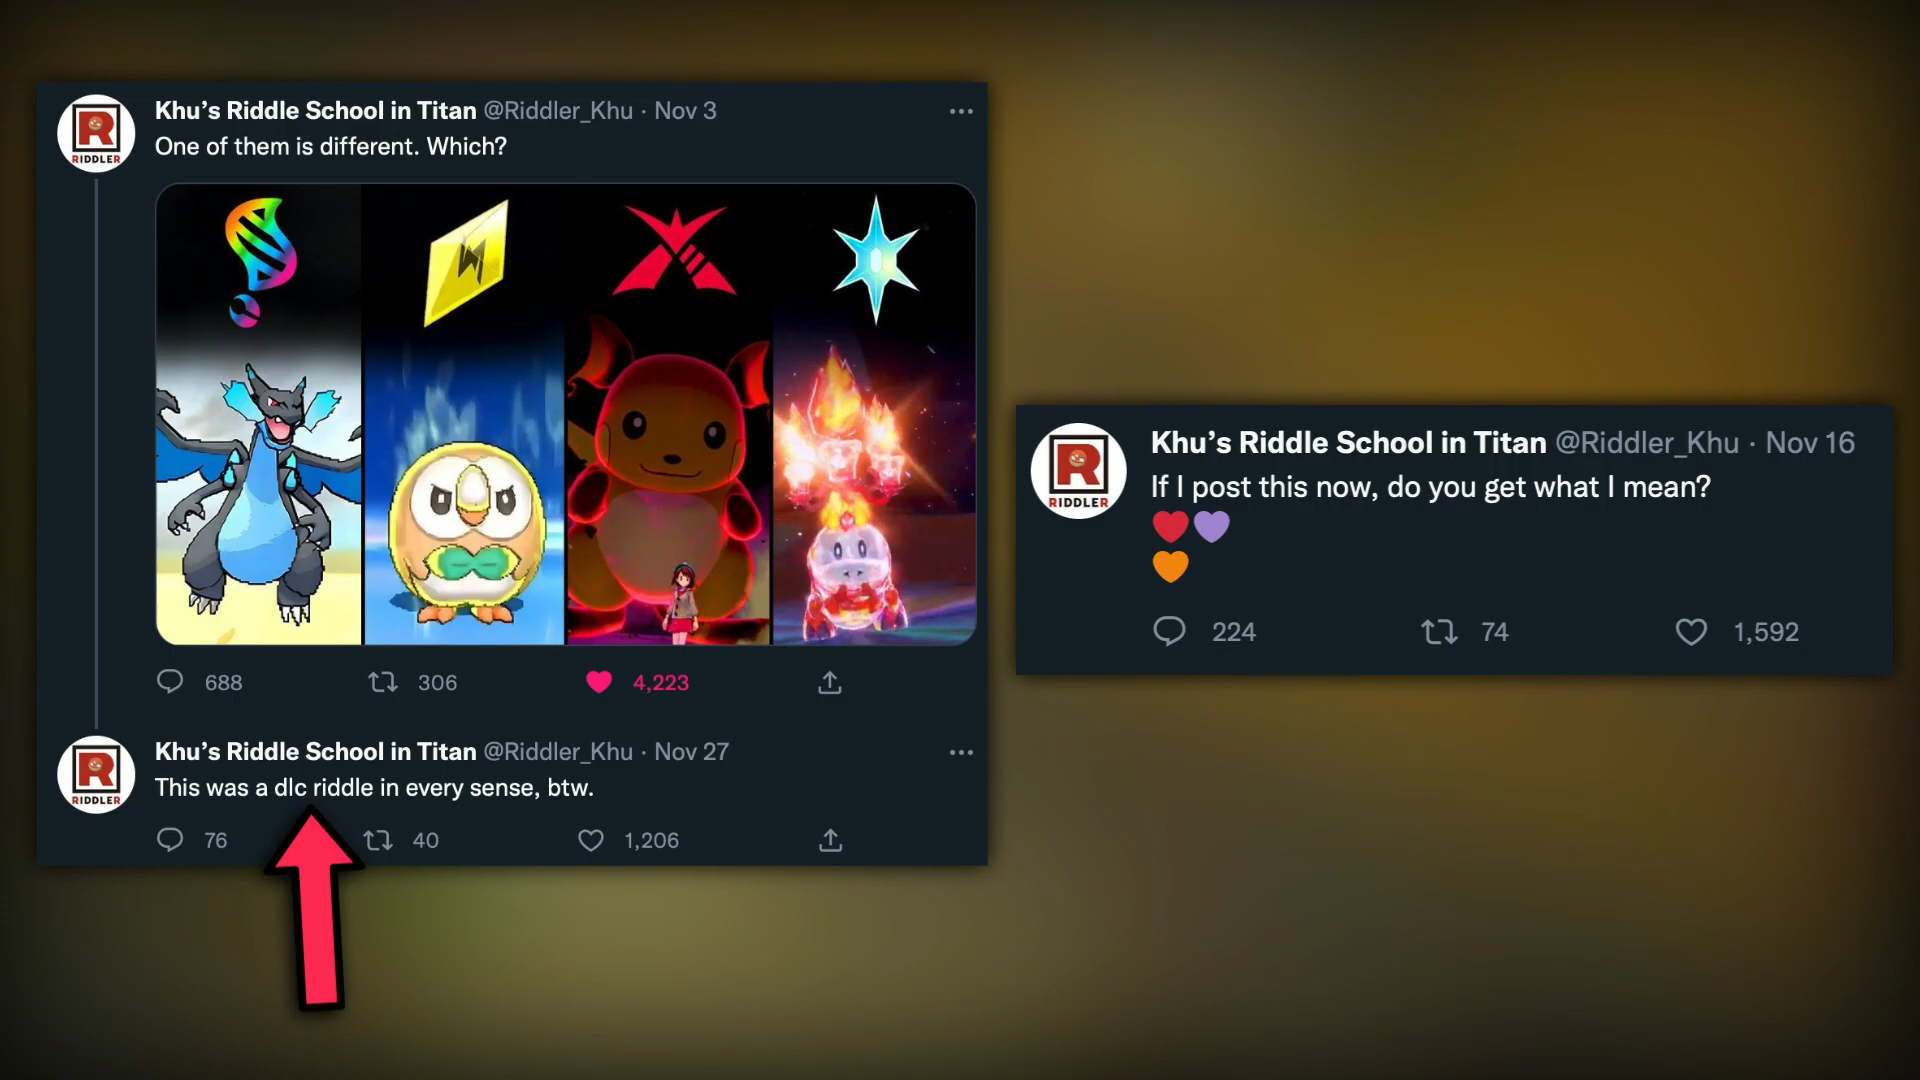 Khu’s Riddle School in Titan @Riddler_Khu · Nov 3
One of them is different. Which?
RIDDLER
688 306 4,223
Khu’s Riddle School in Titan @Riddler_Khu · Nov 27
This was a dlc riddle in every sense, btw.
RIDDLER
76 40 1,206
Khu’s Riddle School in Titan @Riddler_Khu · Nov 16
If I post this now, do you get what I mean?
❤️💜
🧡
RIDDLER
224 74 1,592